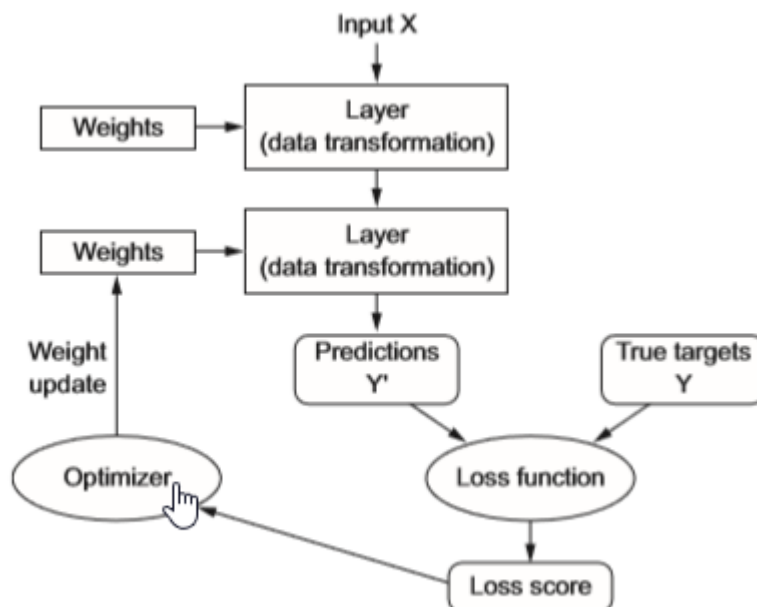 Input X
Layer
(data transformation)
Weights
Layer
(data transformation)
Weights
Weight
update
Predictions
Y'
True targets
Y
Optimizer
Loss function
Loss score